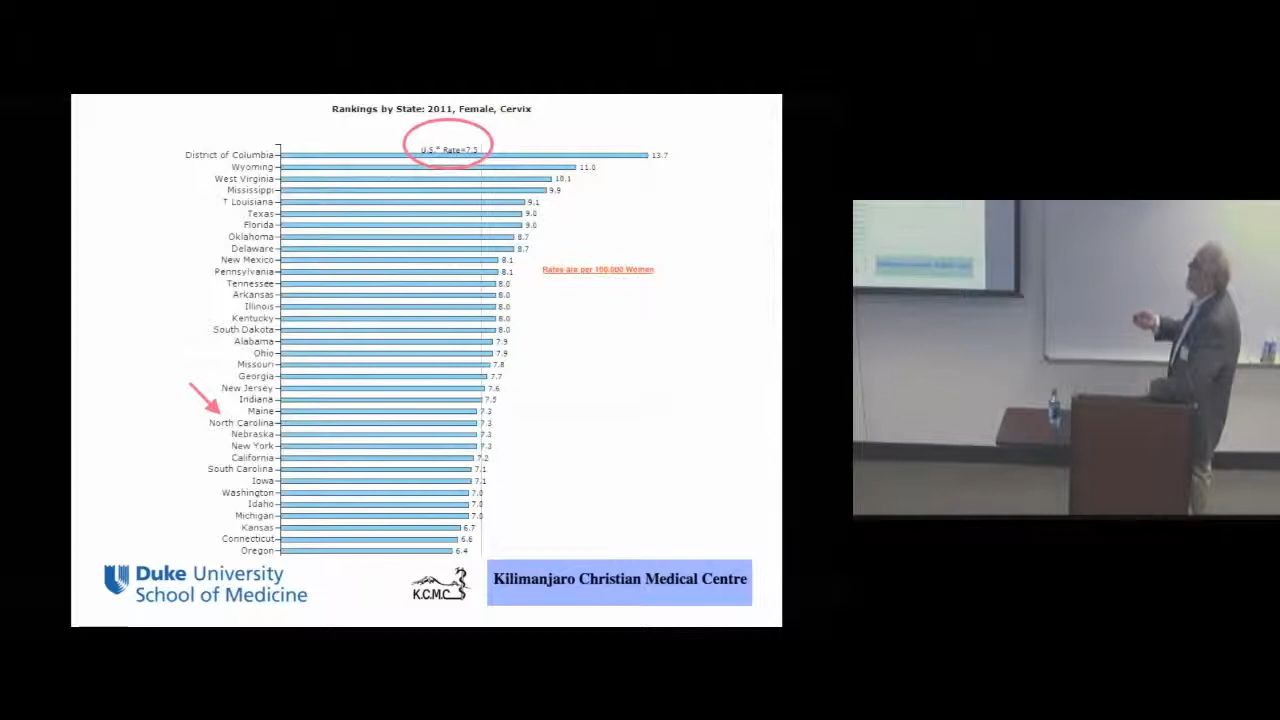 Rankings by State: 2011, Female, Cervix
U.S.* Rate=7.5
District of Columbia 13.7
Wyoming 11.0
West Virginia 10.1
Mississippi 9.9
T Louisiana 9.1
Texas 9.0
Florida 9.0
Oklahoma 8.7
Delaware 8.7
New Mexico 8.1
Pennsylvania 8.1
Rates are per 100,000 Women
Tennessee 8.0
Arkansas 8.0
Illinois 8.0
Kentucky 8.0
South Dakota 8.0
Alabama 7.9
Ohio 7.9
Missouri 7.8
Georgia 7.7
New Jersey 7.6
Indiana 7.5
Maine 7.3
North Carolina 7.3
Nebraska 7.3
New York 7.3
California 7.2
South Carolina 7.1
Iowa 7.1
Washington 7.0
Idaho 7.0
Michigan 7.0
Kansas 6.7
Connecticut 6.6
Oregon 6.4
Duke University
School of Medicine
K.C.M.C
Kilimanjaro Christian Medical Centre